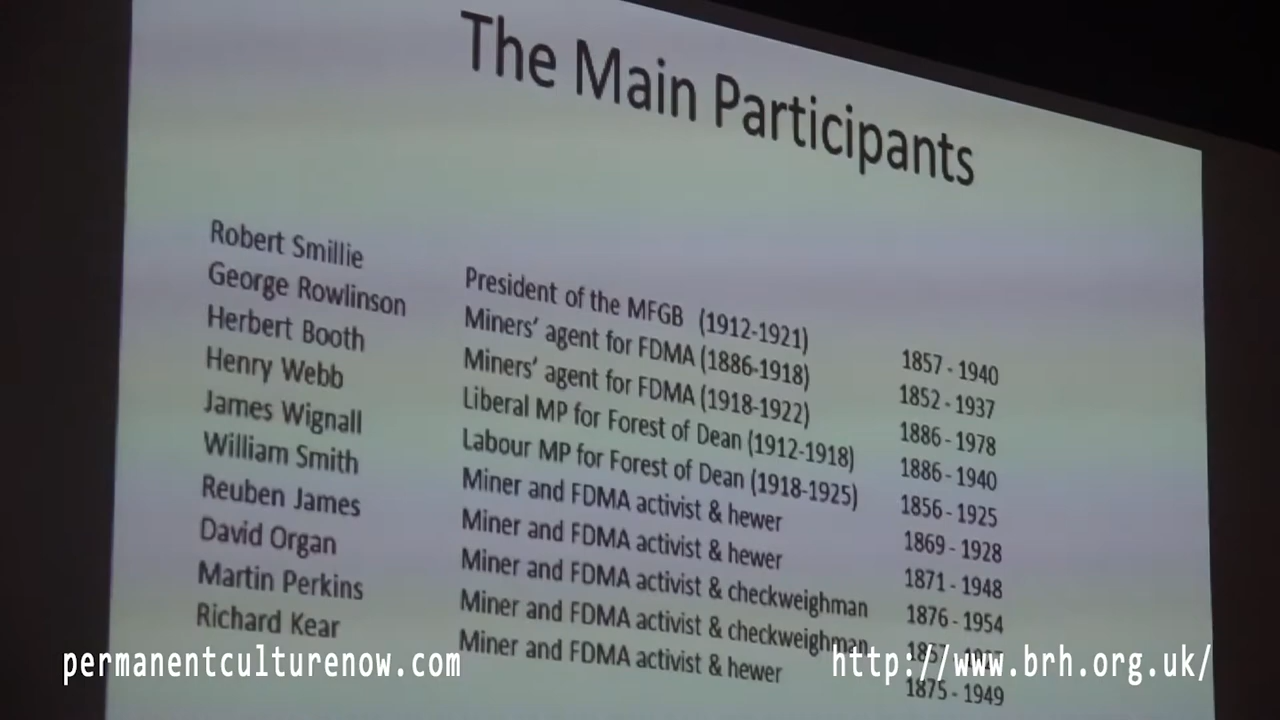 The Main Participants
Robert Smillie President of the MFGB (1912-1921) 1857 - 1940
George Rowlinson Miners' agent for FDMA (1886-1918) 1852 - 1937
Herbert Booth Miners' agent for FDMA (1918-1922) 1886 - 1978
Henry Webb Liberal MP for Forest of Dean (1912-1918) 1886 - 1940
James Wignall Labour MP for Forest of Dean (1918-1925) 1856 - 1925
William Smith Miner and FDMA activist & hewer 1869 - 1928
Reuben James Miner and FDMA activist & hewer 1871 - 1948
David Organ Miner and FDMA activist & checkweighman 1876 - 1954
Martin Perkins Miner and FDMA activist & checkweighman
Richard Kear Miner and FDMA activist & hewer 1875 - 1949
permanentculturenow.com http://www.brh.org.uk/